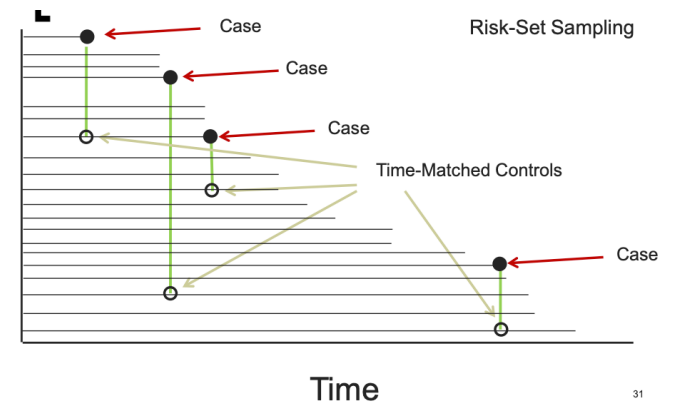 Risk-Set Sampling
Case
Case
Case
Time-Matched Controls
Case
Time
31